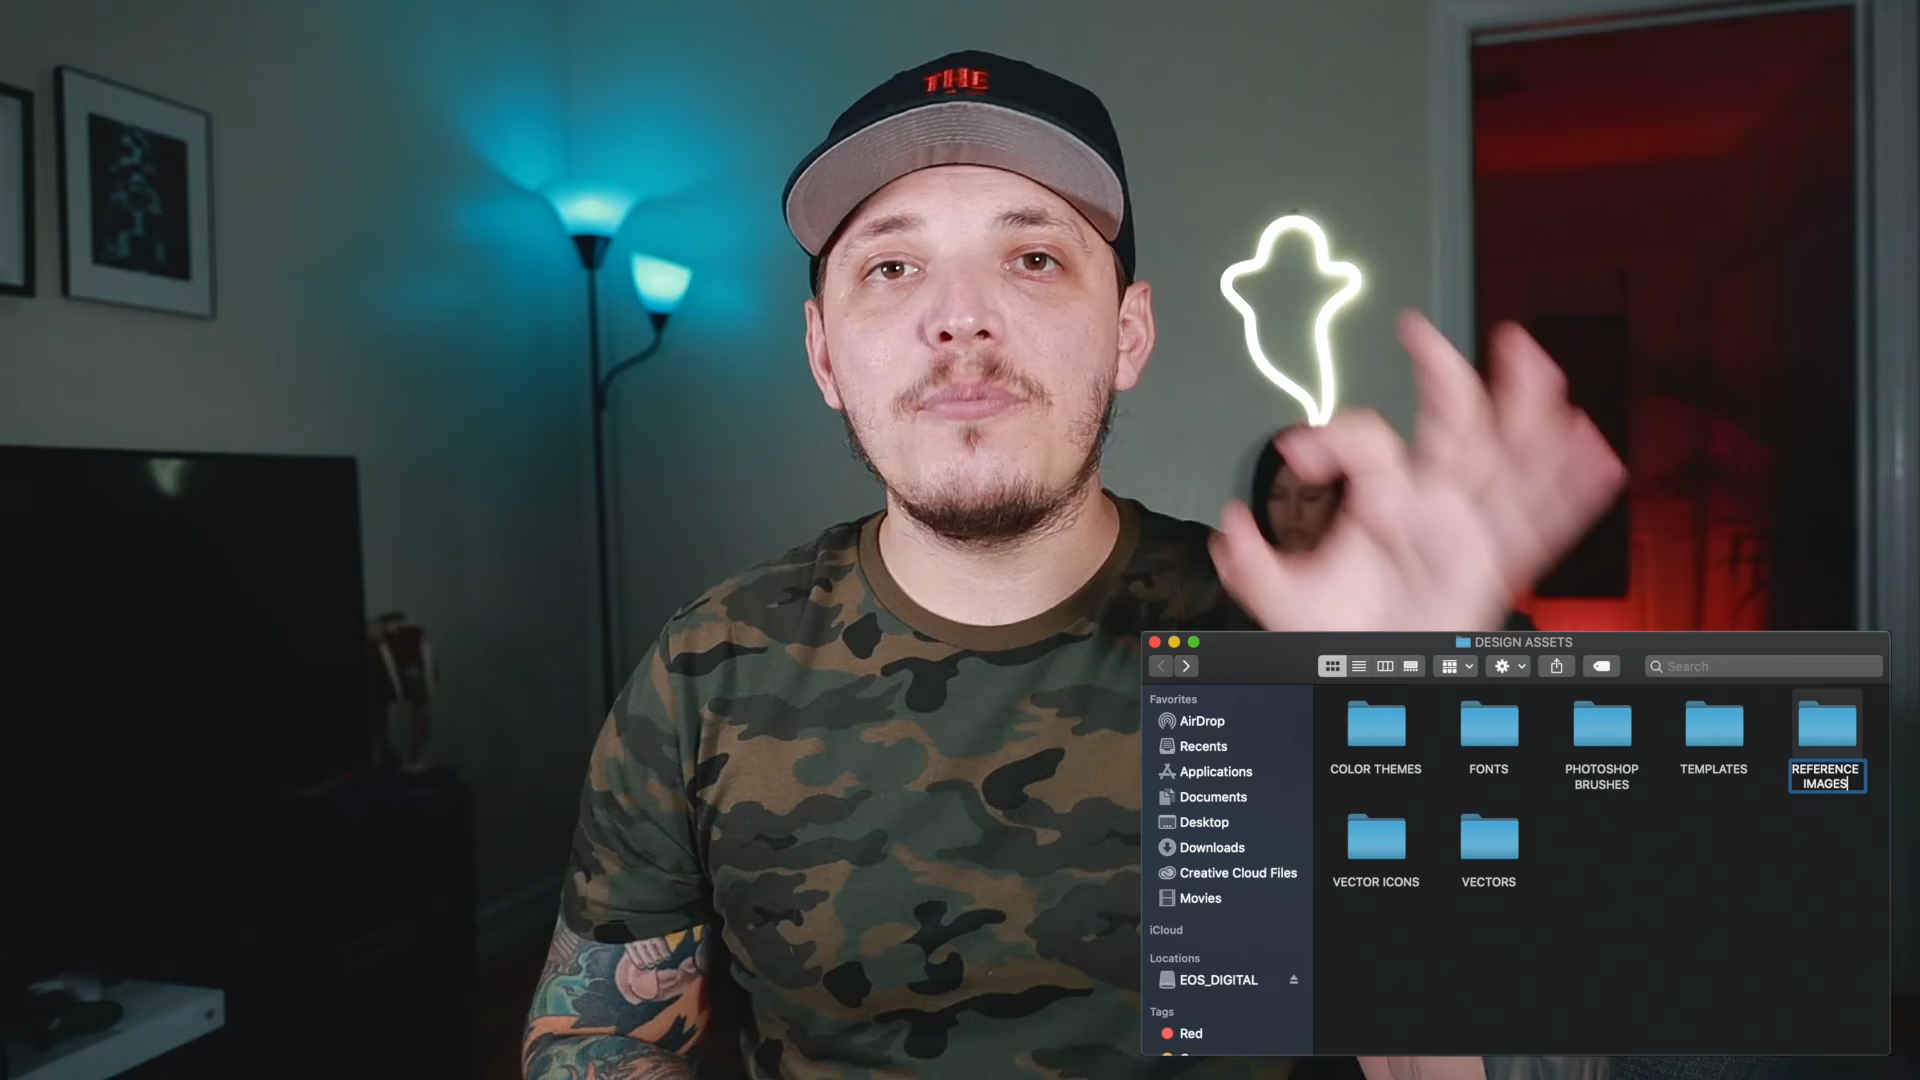 THE
DESIGN ASSETS
Search
Favorites
AirDrop
Recents
Applications
Documents
Desktop
Downloads
Creative Cloud Files
Movies
iCloud
Locations
EOS_DIGITAL
Tags
Red
COLOR THEMES
FONTS
PHOTOSHOP
BRUSHES
TEMPLATES
REFERENCE
IMAGES
VECTOR ICONS
VECTORS